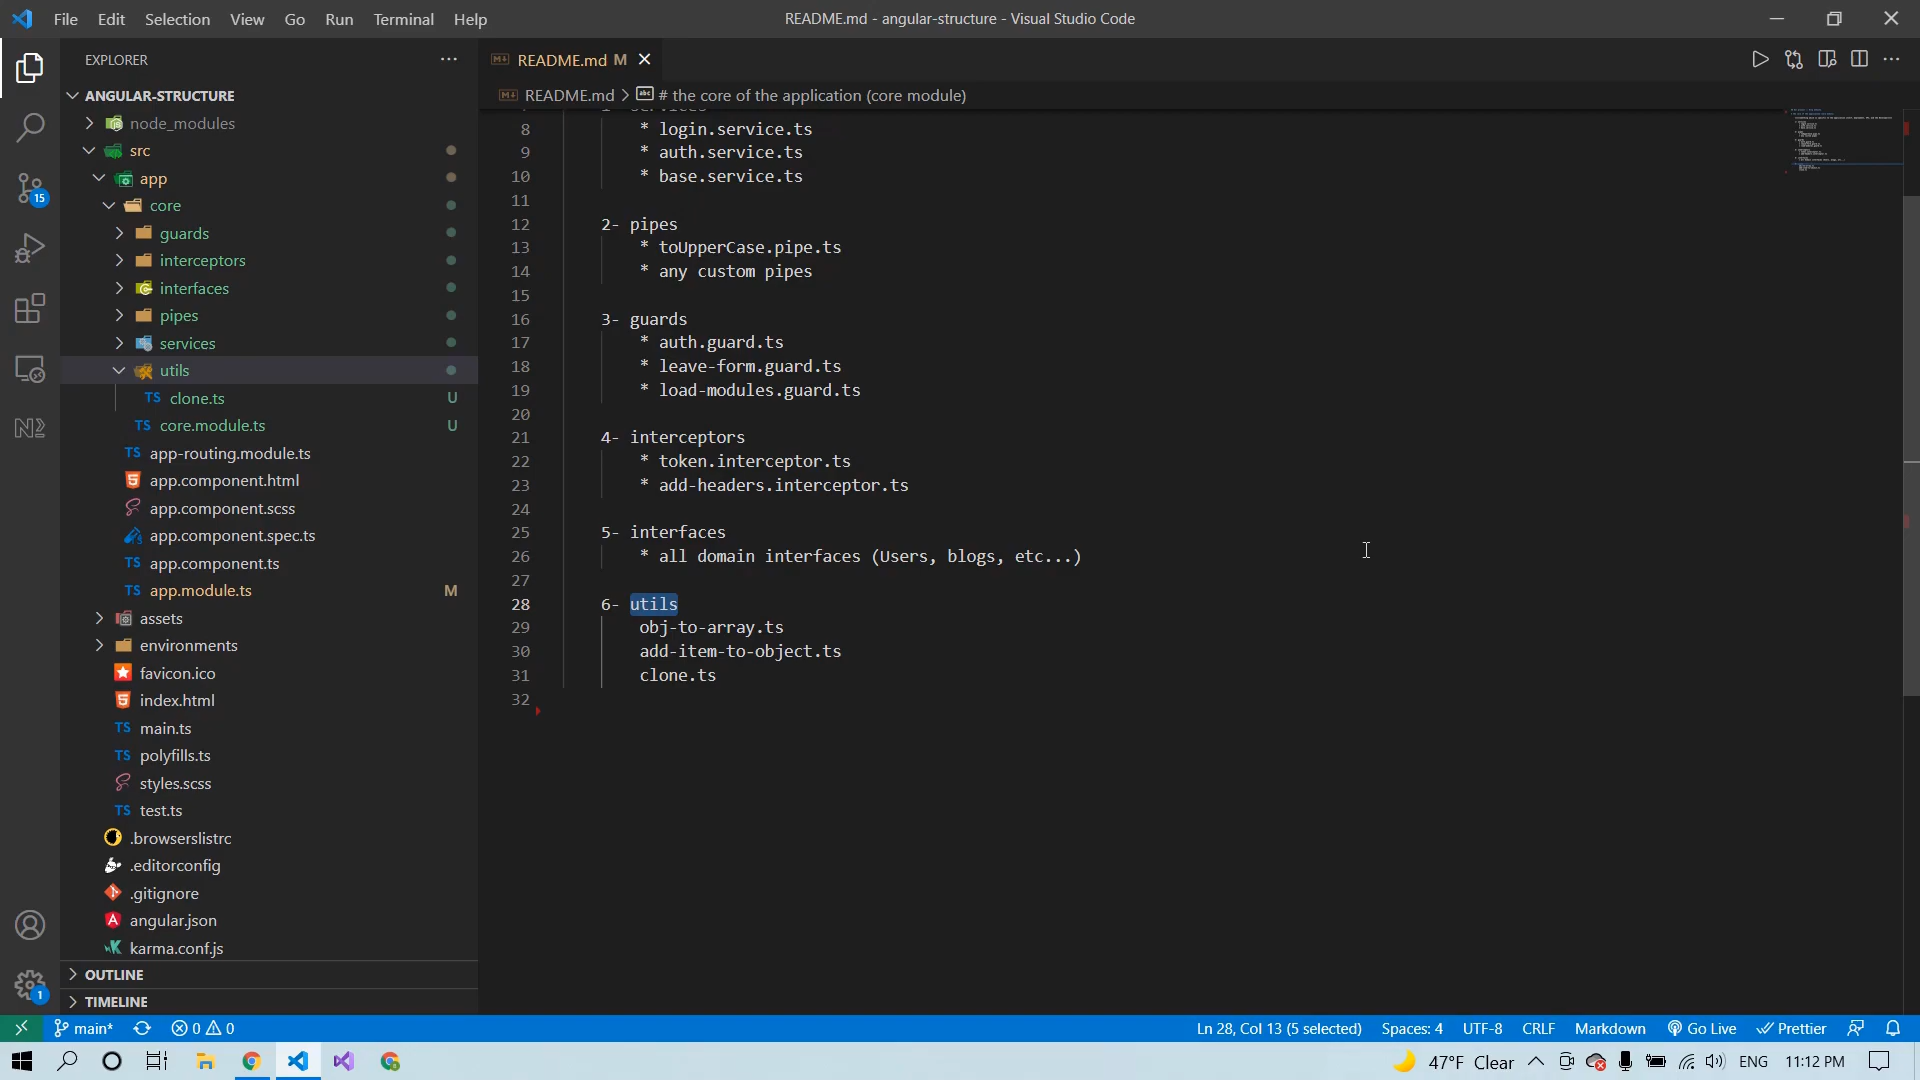 File Edit Selection View Go Run Terminal Help
README.md - angular-structure - Visual Studio Code
EXPLORER
ANGULAR-STRUCTURE
node_modules
src
app
core
guards
interceptors
interfaces
pipes
services
utils
TS clone.ts U
TS core.module.ts U
TS app-routing.module.ts
app.component.html
app.component.scss
app.component.spec.ts
TS app.component.ts
TS app.module.ts M
assets
environments
favicon.ico
index.html
TS main.ts
TS polyfills.ts
styles.scss
TS test.ts
.browserslistrc
.editorconfig
.gitignore
angular.json
karma.conf.js
OUTLINE
TIMELINE
README.md M
README.md > # the core of the application (core module)
8 * login.service.ts
9 * auth.service.ts
10 * base.service.ts
11
12 2- pipes
13 * toUpperCase.pipe.ts
14 * any custom pipes
15
16 3- guards
17 * auth.guard.ts
18 * leave-form.guard.ts
19 * load-modules.guard.ts
20
21 4- interceptors
22 * token.interceptor.ts
23 * add-headers.interceptor.ts
24
25 5- interfaces
26 * all domain interfaces (Users, blogs, etc...)
27
28 6- utils
29 obj-to-array.ts
30 add-item-to-object.ts
31 clone.ts
32
15
1
main* 0 0 Ln 28, Col 13 (5 selected) Spaces: 4 UTF-8 CRLF Markdown Go Live Prettier
47°F Clear ENG 11:12 PM